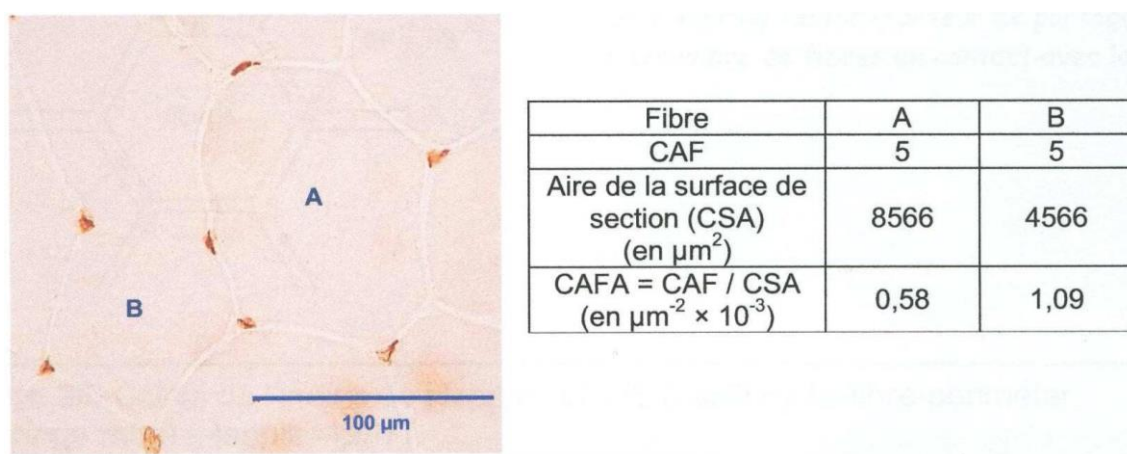 A
B
100 µm
Fibre A B
CAF 5 5
Aire de la surface de
section (CSA)
(en µm²) 8566 4566
CAFA = CAF / CSA
(en µm⁻² × 10⁻³) 0,58 1,09